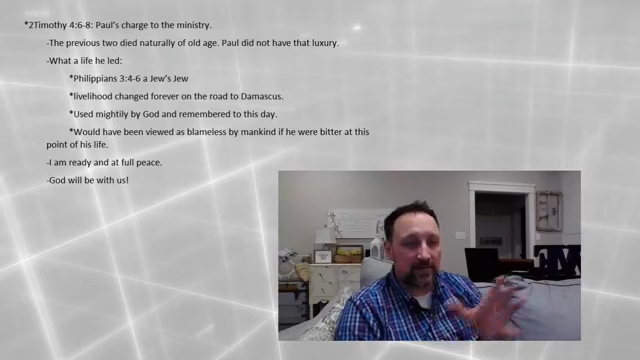 *2Timothy 4:6-8: Paul's charge to the ministry.
-The previous two died naturally of old age. Paul did not have that luxury.
-What a life he led:
*Philippians 3:4-6 a Jew's Jew
*livelihood changed forever on the road to Damascus.
*Used mightily by God and remembered to this day.
*Would have been viewed as blameless by mankind if he were bitter at this
point of his life.
-I am ready and at full peace.
-God will be with us!